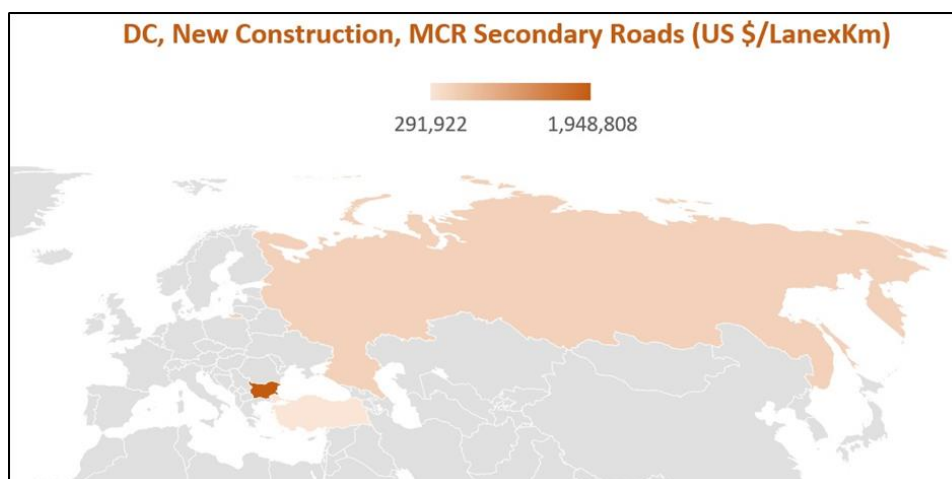 DC, New Construction, MCR Secondary Roads (US $/LanexKm)
291,922 1,948,808